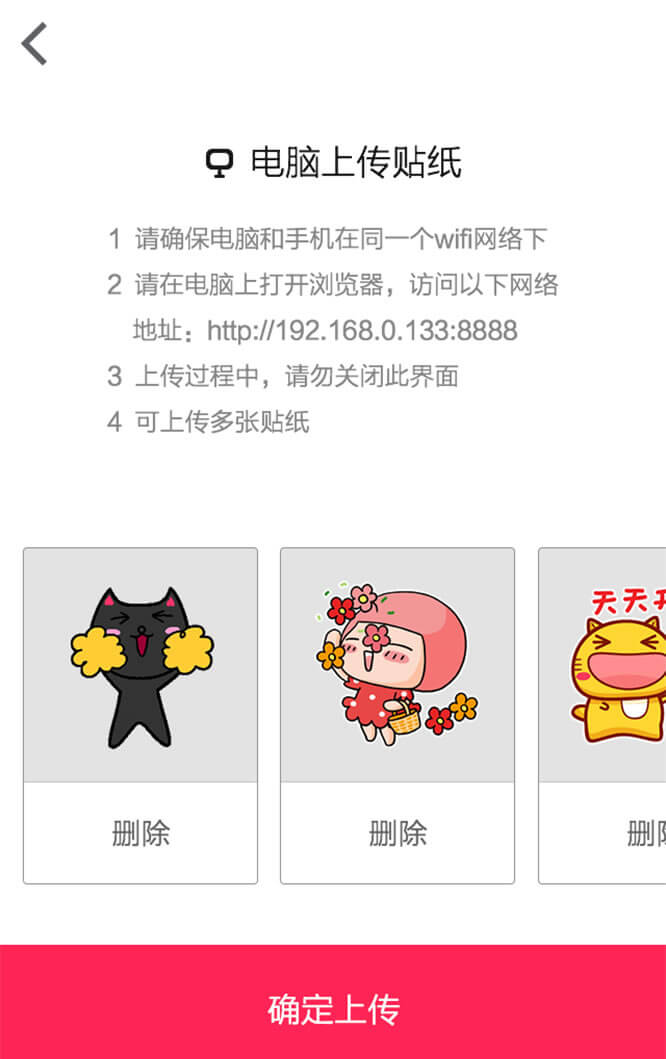 电脑上传贴纸
1 请确保电脑和手机在同一个wifi网络下
2 请在电脑上打开浏览器，访问以下网络
地址：http://192.168.0.133:8888
3 上传过程中，请勿关闭此界面
4 可上传多张贴纸
天天
删除 删除 删
确定上传